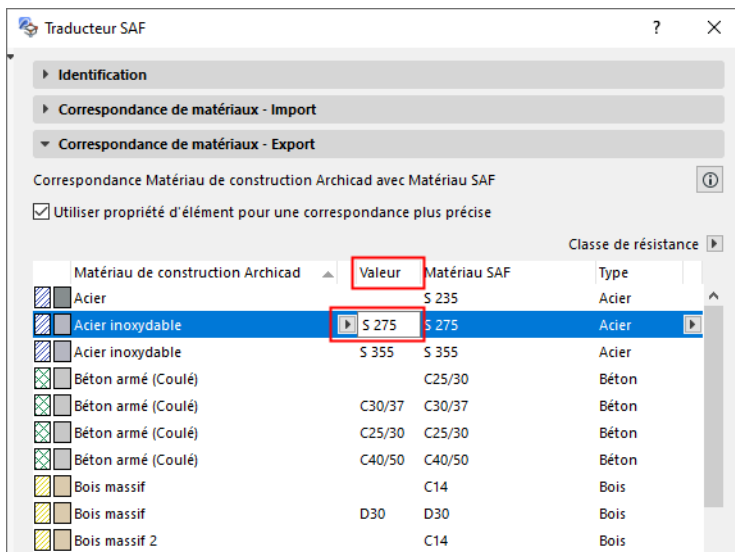 Traducteur SAF ?
Identification
Correspondance de matériaux - Import
Correspondance de matériaux - Export
Correspondance Matériau de construction Archicad avec Matériau SAF
Utiliser propriété d'élément pour une correspondance plus précise
Classe de résistance
Matériau de construction Archicad Valeur Matériau SAF Type
Acier S 235 Acier
Acier inoxydable S 275 S 275 Acier
Acier inoxydable S 355 S 355 Acier
Béton armé (Coulé) C25/30 Béton
Béton armé (Coulé) C30/37 C30/37 Béton
Béton armé (Coulé) C25/30 C25/30 Béton
Béton armé (Coulé) C40/50 C40/50 Béton
Bois massif C14 Bois
Bois massif D30 D30 Bois
Bois massif 2 C14 Bois